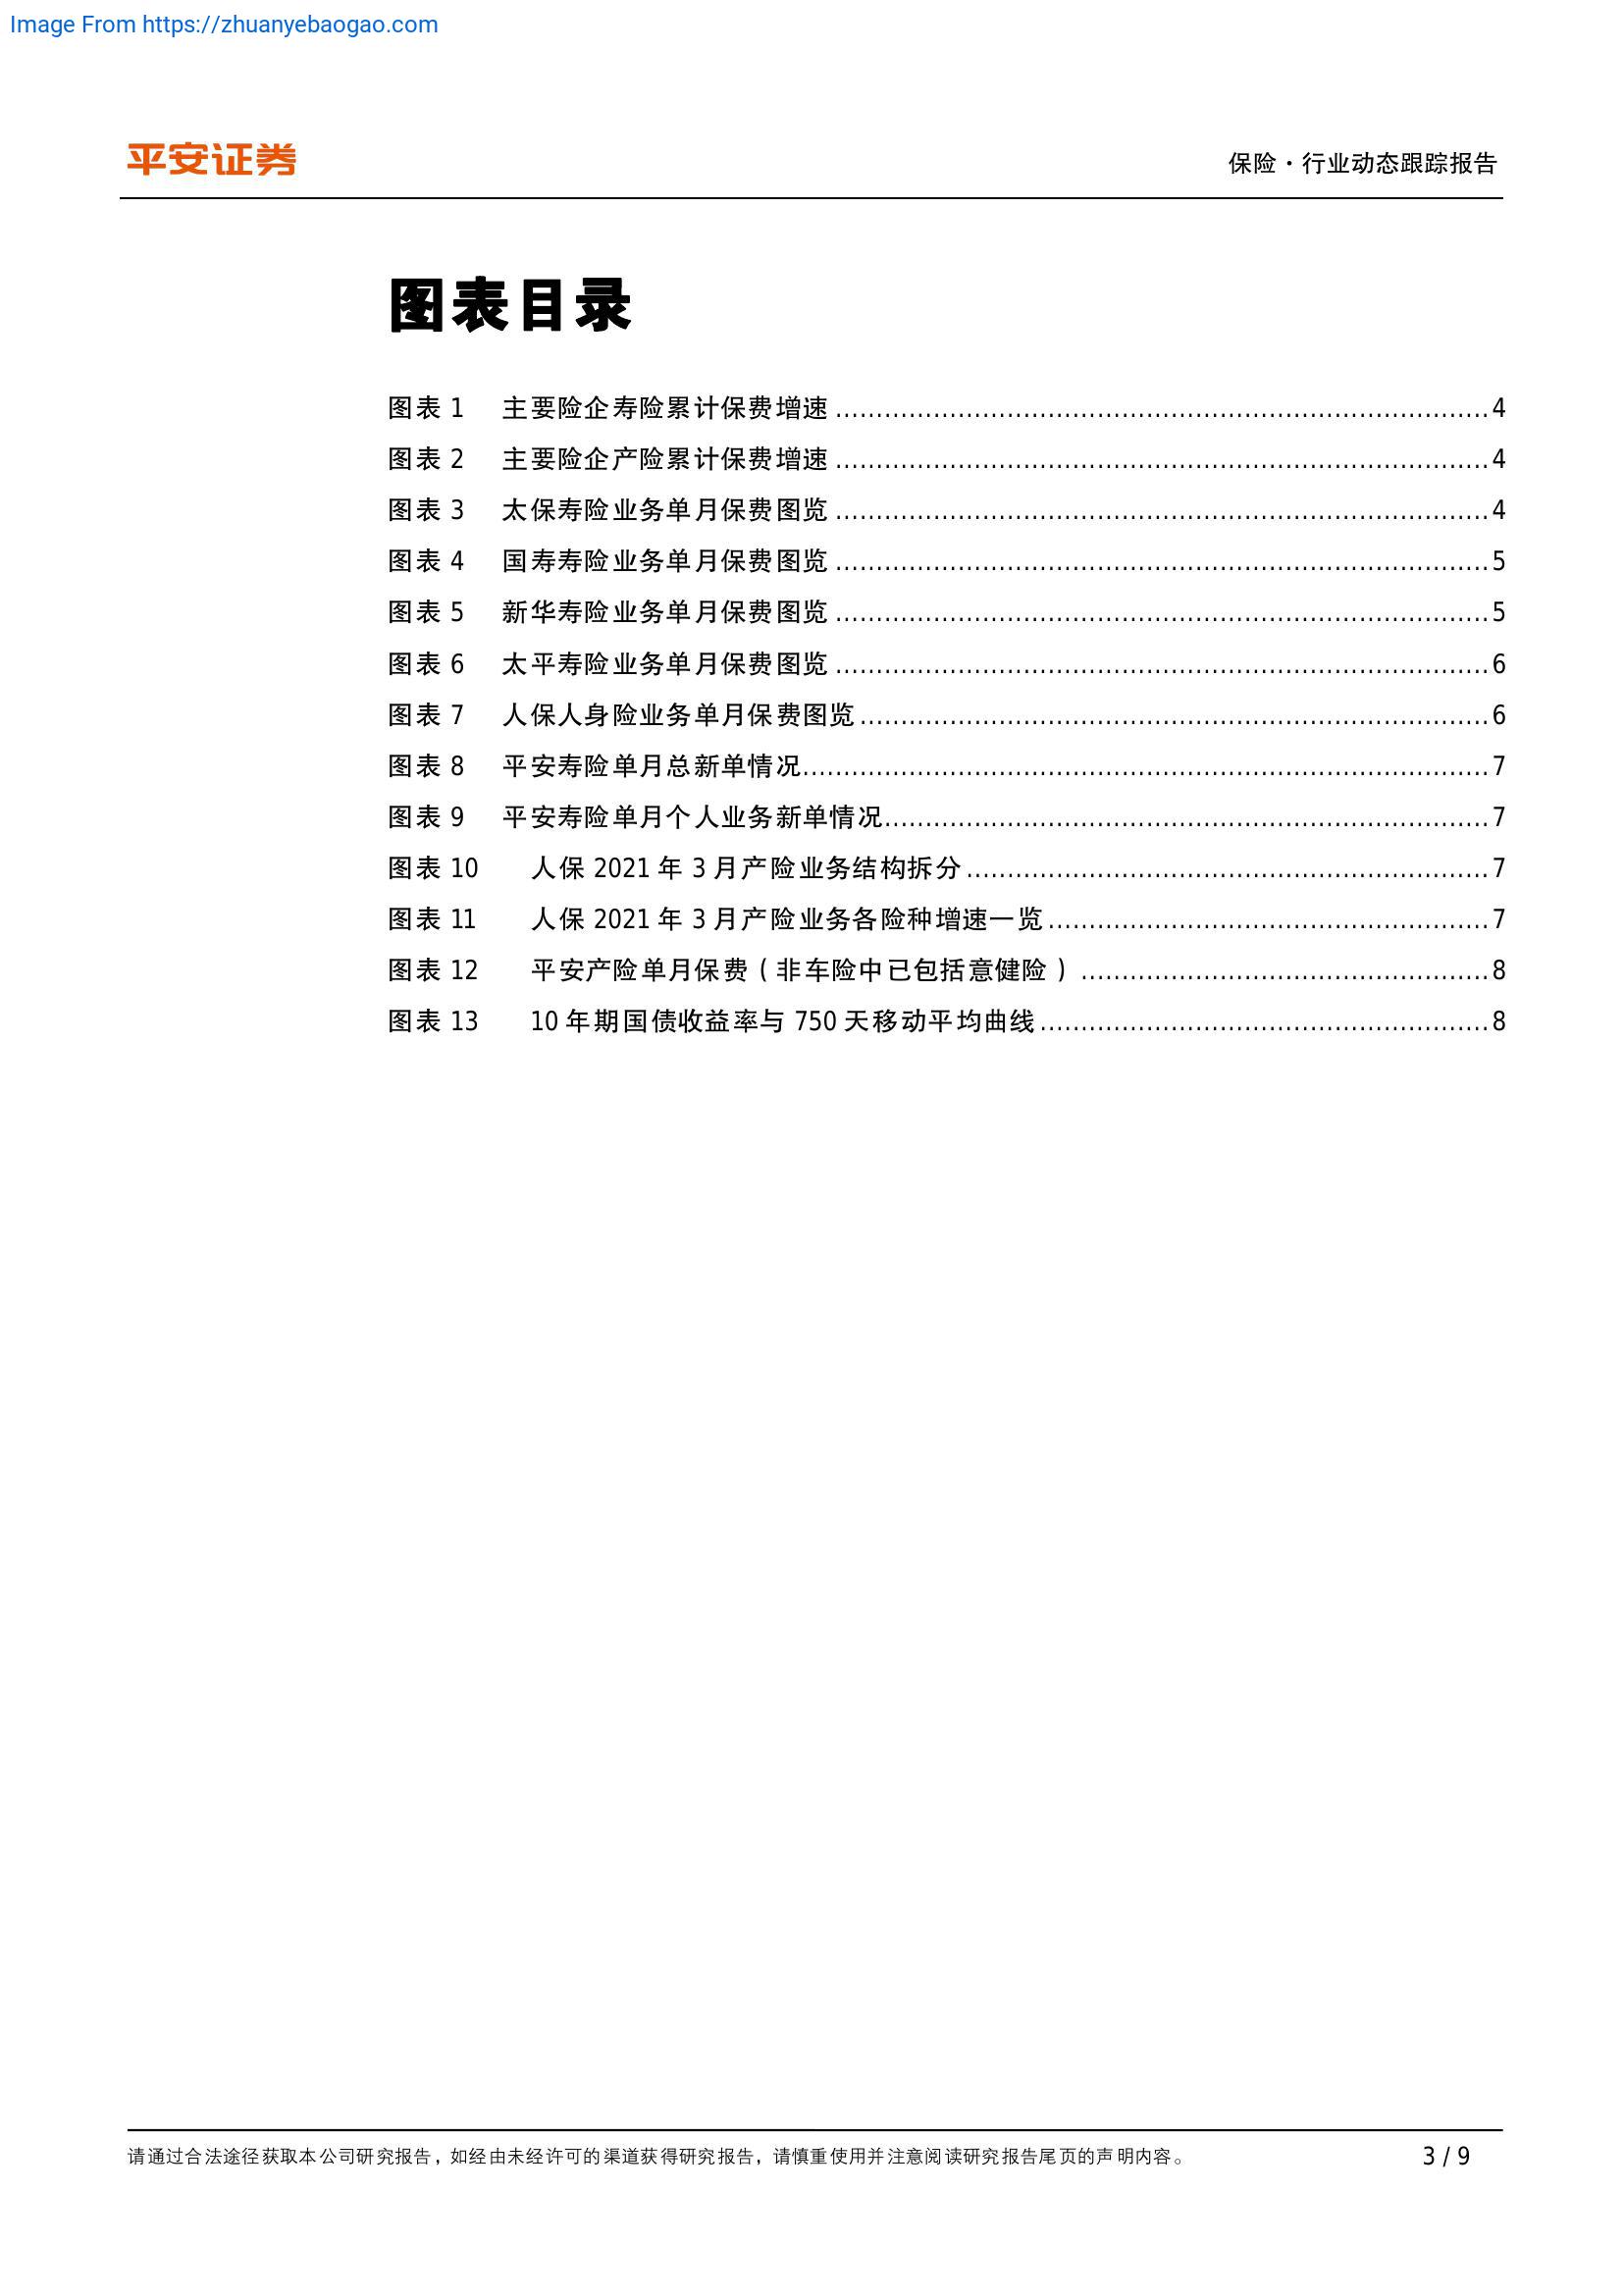 Image From https://zhuanyebaogao.com
平安证券
保险·行业动态跟踪报告
图表目录
图表 1 主要险企寿险累计保费增速 ................................................................................ 4
图表 2 主要险企产险累计保费增速 ................................................................................ 4
图表 3 太保寿险业务单月保费图览 ................................................................................ 4
图表 4 国寿寿险业务单月保费图览 ................................................................................ 5
图表 5 新华寿险业务单月保费图览 ................................................................................ 5
图表 6 太平寿险业务单月保费图览 ................................................................................ 6
图表 7 人保人身险业务单月保费图览 ............................................................................. 6
图表 8 平安寿险单月总新单情况.................................................................................... 7
图表 9 平安寿险单月个人业务新单情况.......................................................................... 7
图表 10 人保 2021 年 3 月产险业务结构拆分 ................................................................ 7
图表 11 人保 2021 年 3 月产险业务各险种增速一览 ...................................................... 7
图表 12 平安产险单月保费（非车险中已包括意健险） .................................................. 8
图表 13 10 年期国债收益率与 750 天移动平均曲线 ....................................................... 8
请通过合法途径获取本公司研究报告，如经由未经许可的渠道获得研究报告，请慎重使用并注意阅读研究报告尾页的声明内容。 3 / 9